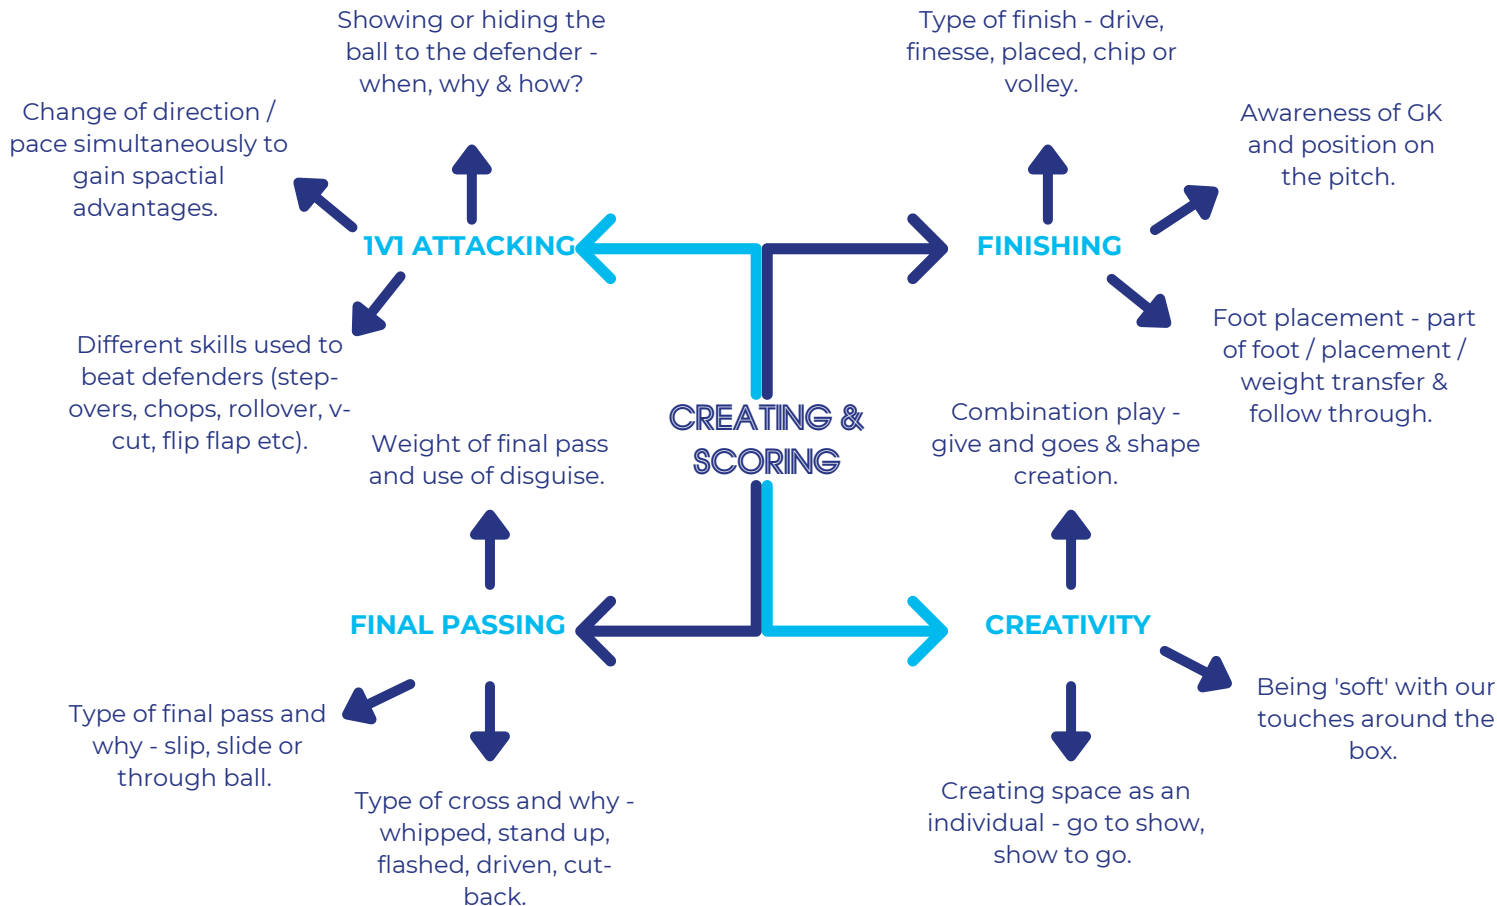 Showing or hiding the
ball to the defender -
when, why & how?
Change of direction /
pace simultaneously to
gain spactial
advantages.
1V1 ATTACKING
Different skills used to
beat defenders (step-
overs, chops, rollover, v-
cut, flip flap etc).
Type of finish - drive,
finesse, placed, chip or
volley.
Awareness of GK
and position on
the pitch.
FINISHING
Foot placement - part
of foot / placement /
weight transfer &
follow through.
CREATING &
SCORING
Weight of final pass
and use of disguise.
FINAL PASSING
Type of final pass and
why - slip, slide or
through ball.
Type of cross and why -
whipped, stand up,
flashed, driven, cut-
back.
Combination play -
give and goes & shape
creation.
CREATIVITY
Being 'soft' with our
touches around the
box.
Creating space as an
individual - go to show,
show to go.